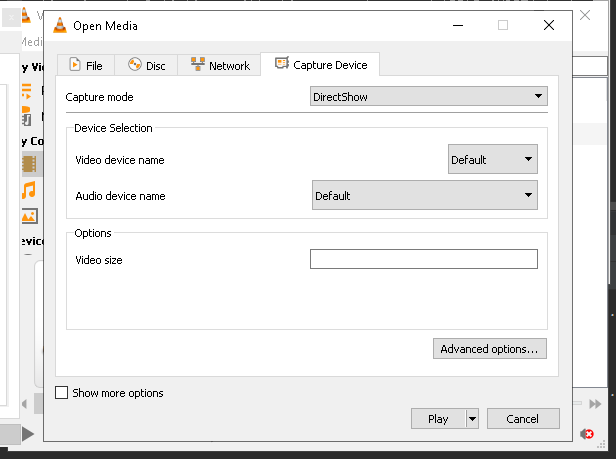 Open Media
File
Disc
Network
Capture Device
Capture mode
DirectShow
Device Selection
Video device name
Default
Audio device name
Default
Options
Video size
Advanced options...
Show more options
Play
Cancel